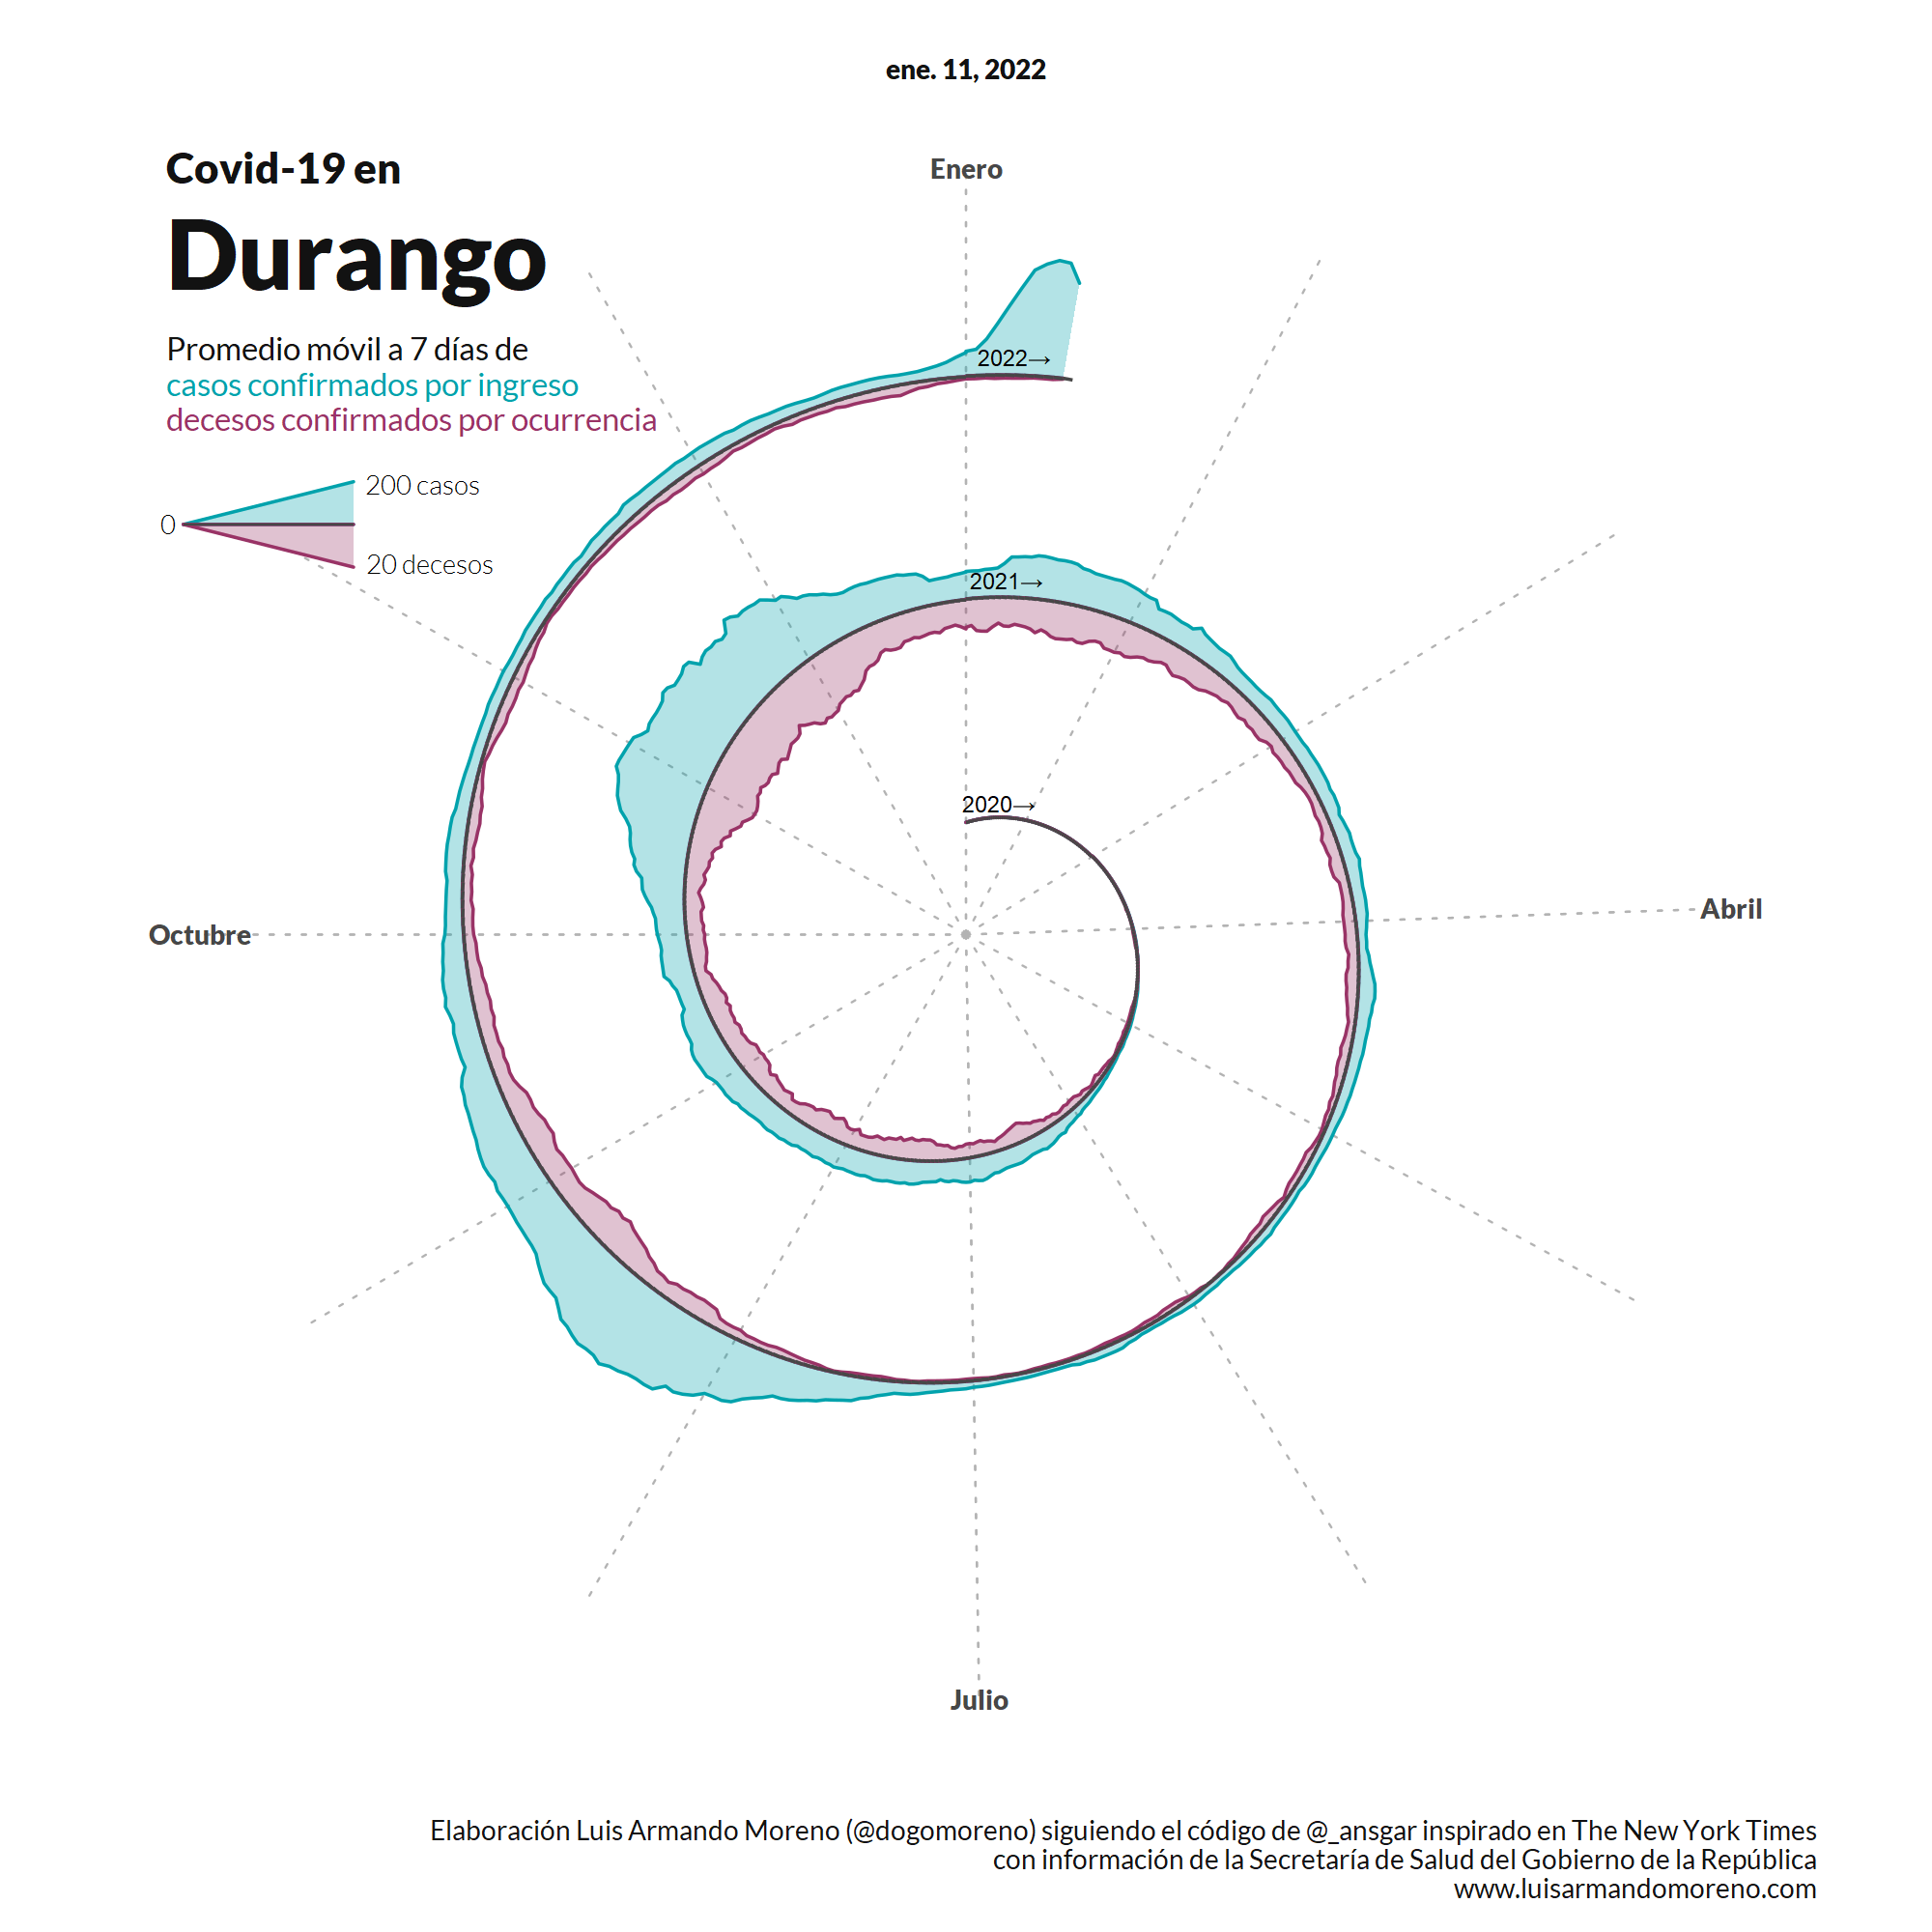 ene. 11, 2022
Covid-19 en
Durango
Promedio móvil a 7 días de
casos confirmados por ingreso
decesos confirmados por ocurrencia
200 casos
0
20 decesos
Enero
2022→
2021→
2020→
Abril
Octubre
Julio
Elaboración Luis Armando Moreno (@dogomoreno) siguiendo el código de @_ansgar inspirado en The New York Times
con información de la Secretaría de Salud del Gobierno de la República
www.luisarmandomoreno.com